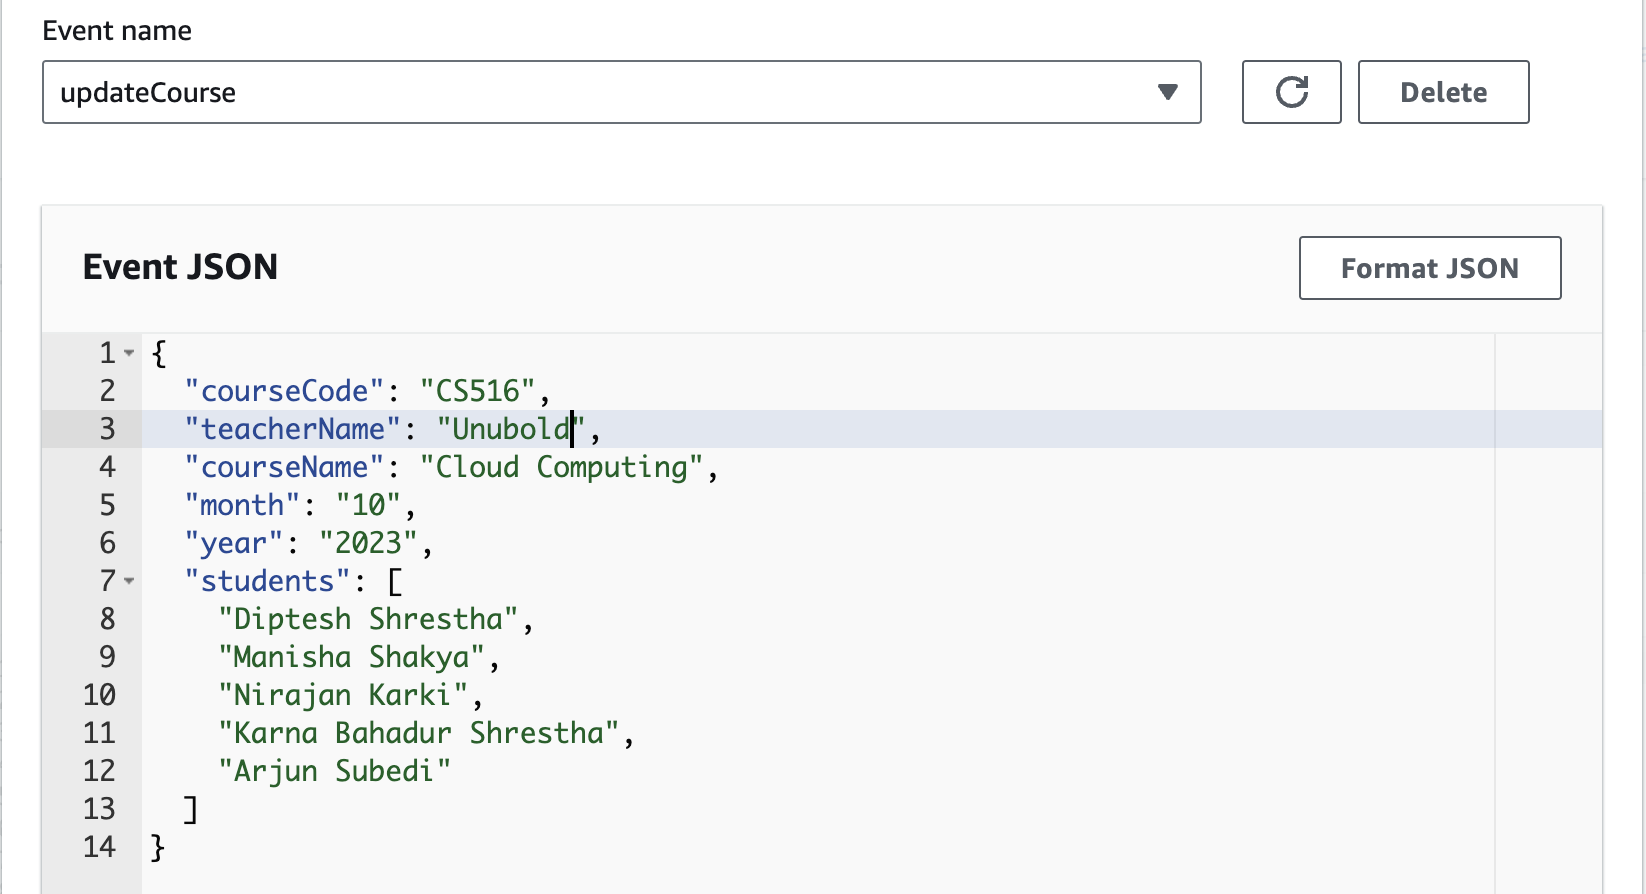 Event name
updateCourse
Delete
Event JSON
Format JSON
1 {
2 "courseCode": "CS516",
3 "teacherName": "Unubold",
4 "courseName": "Cloud Computing",
5 "month": "10",
6 "year": "2023",
7 "students": [
8 "Diptesh Shrestha",
9 "Manisha Shakya",
10 "Nirajan Karki",
11 "Karna Bahadur Shrestha",
12 "Arjun Subedi"
13 ]
14 }